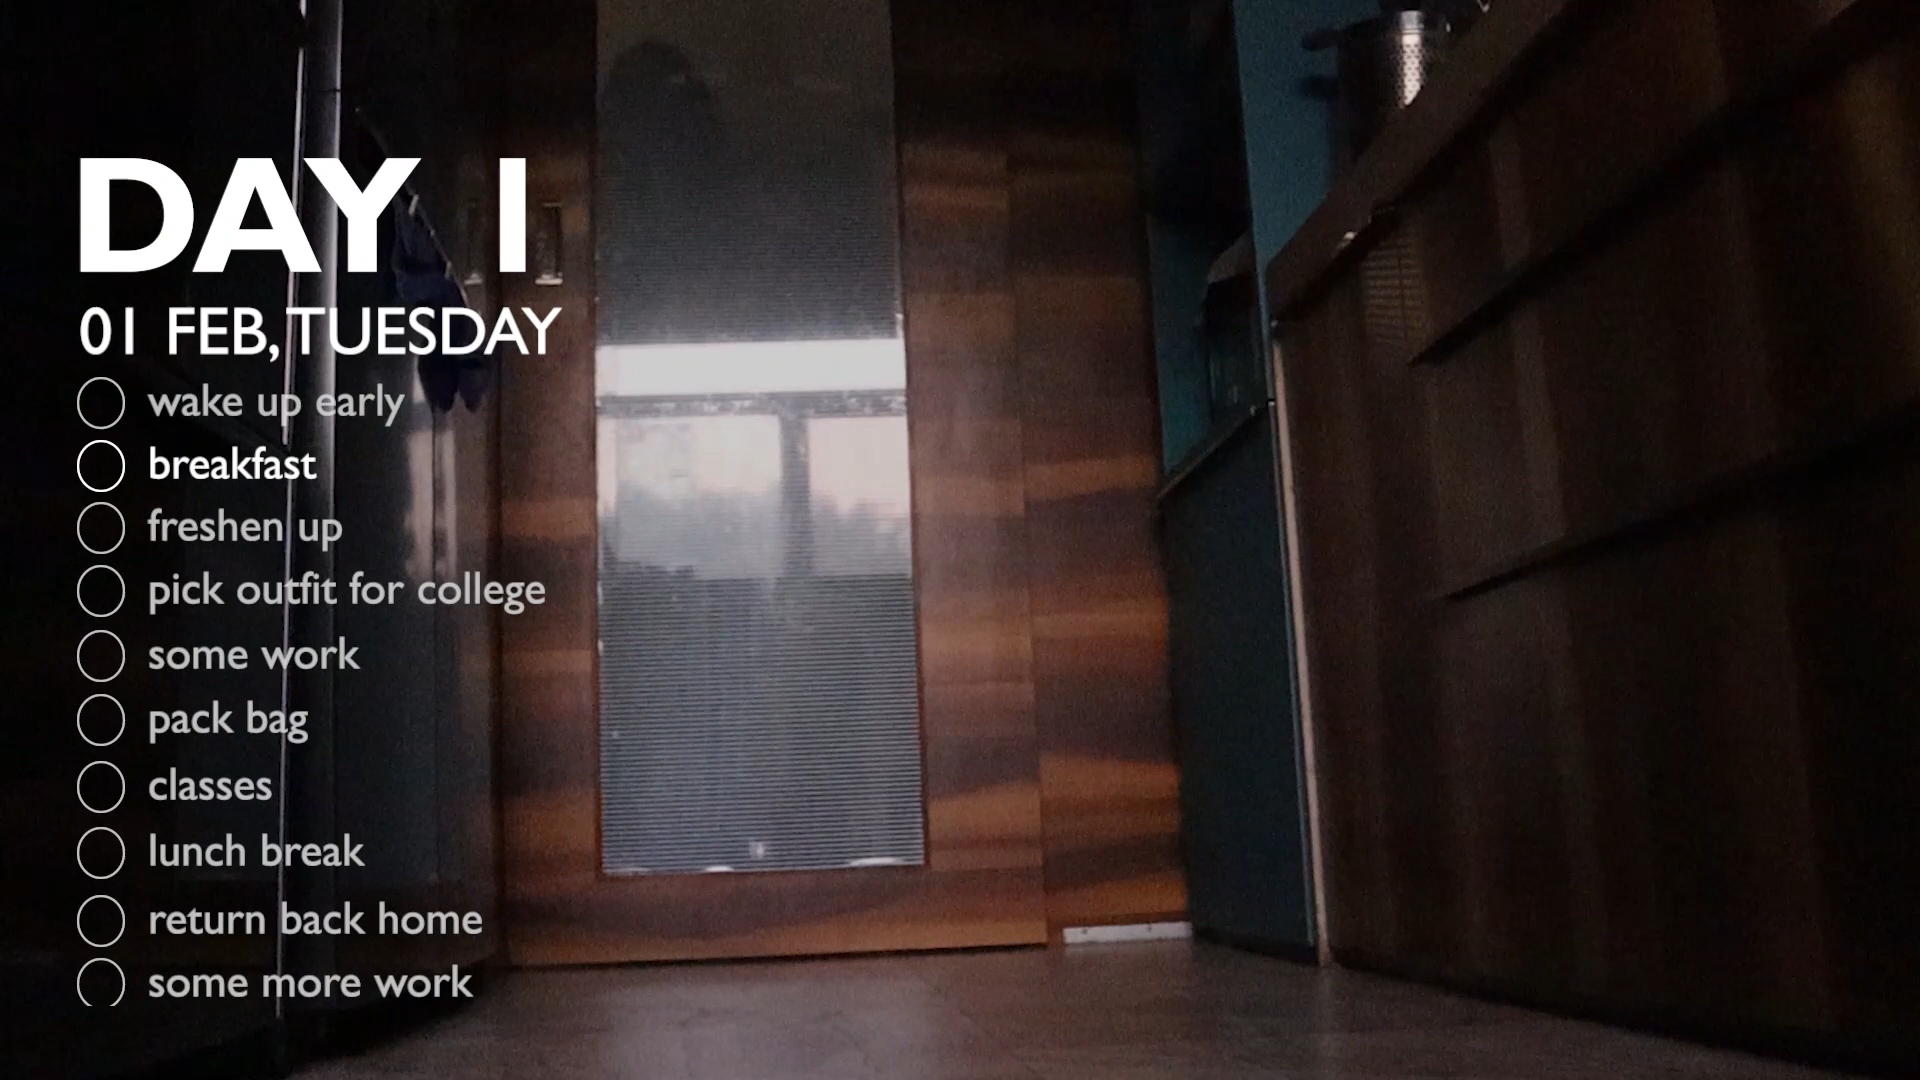 DAY 1
01 FEB, TUESDAY
wake up early
breakfast
freshen up
pick outfit for college
some work
pack bag
classes
lunch break
return back home
some more work